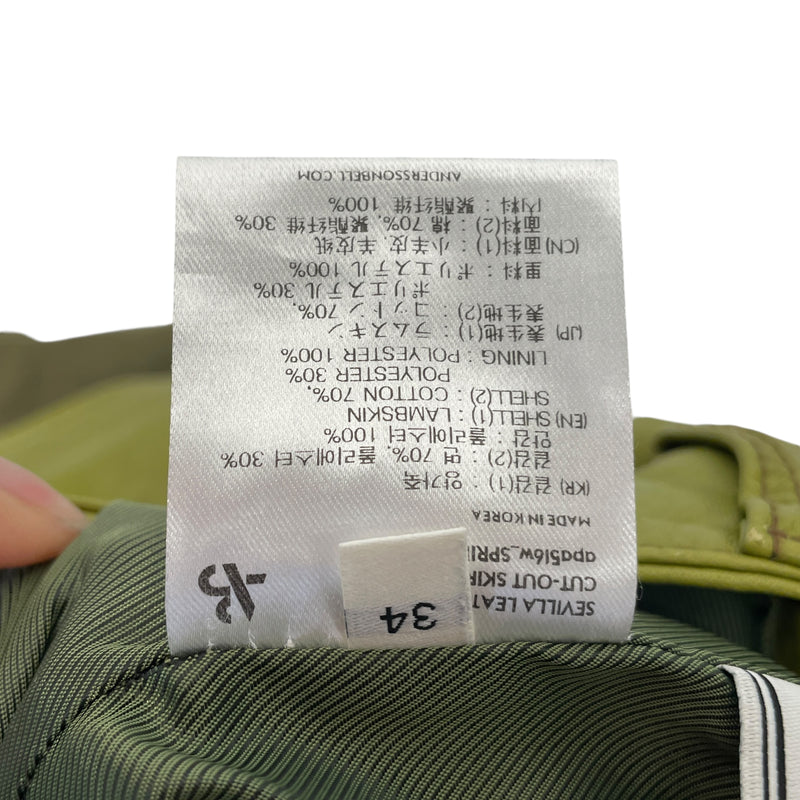 SEVILLA LEAT
CUT-OUT SKIR
apa516w_SPRI
MADE IN KOREA
(KR) 겉감(1) : 양가죽
겉감(2) : 면 70%, 폴리에스터 30%
안감 : 폴리에스터 100%
(EN) SHELL(1) : LAMBSKIN
SHELL(2) : COTTON 70%,
POLYESTER 30%
LINING : POLYESTER 100%
(JP) 表生地(1) : ラムスキン
表生地(2) : コットン 70%,
ポリエステル 30%
里料 : ポリエステル 100%
(CN) 面料(1) : 小羊皮, 羊皮纸
面料(2) : 棉 70%, 聚酯纤维 30%
内料 : 聚酯纤维 100%
ANDERSSONBELL.COM
34